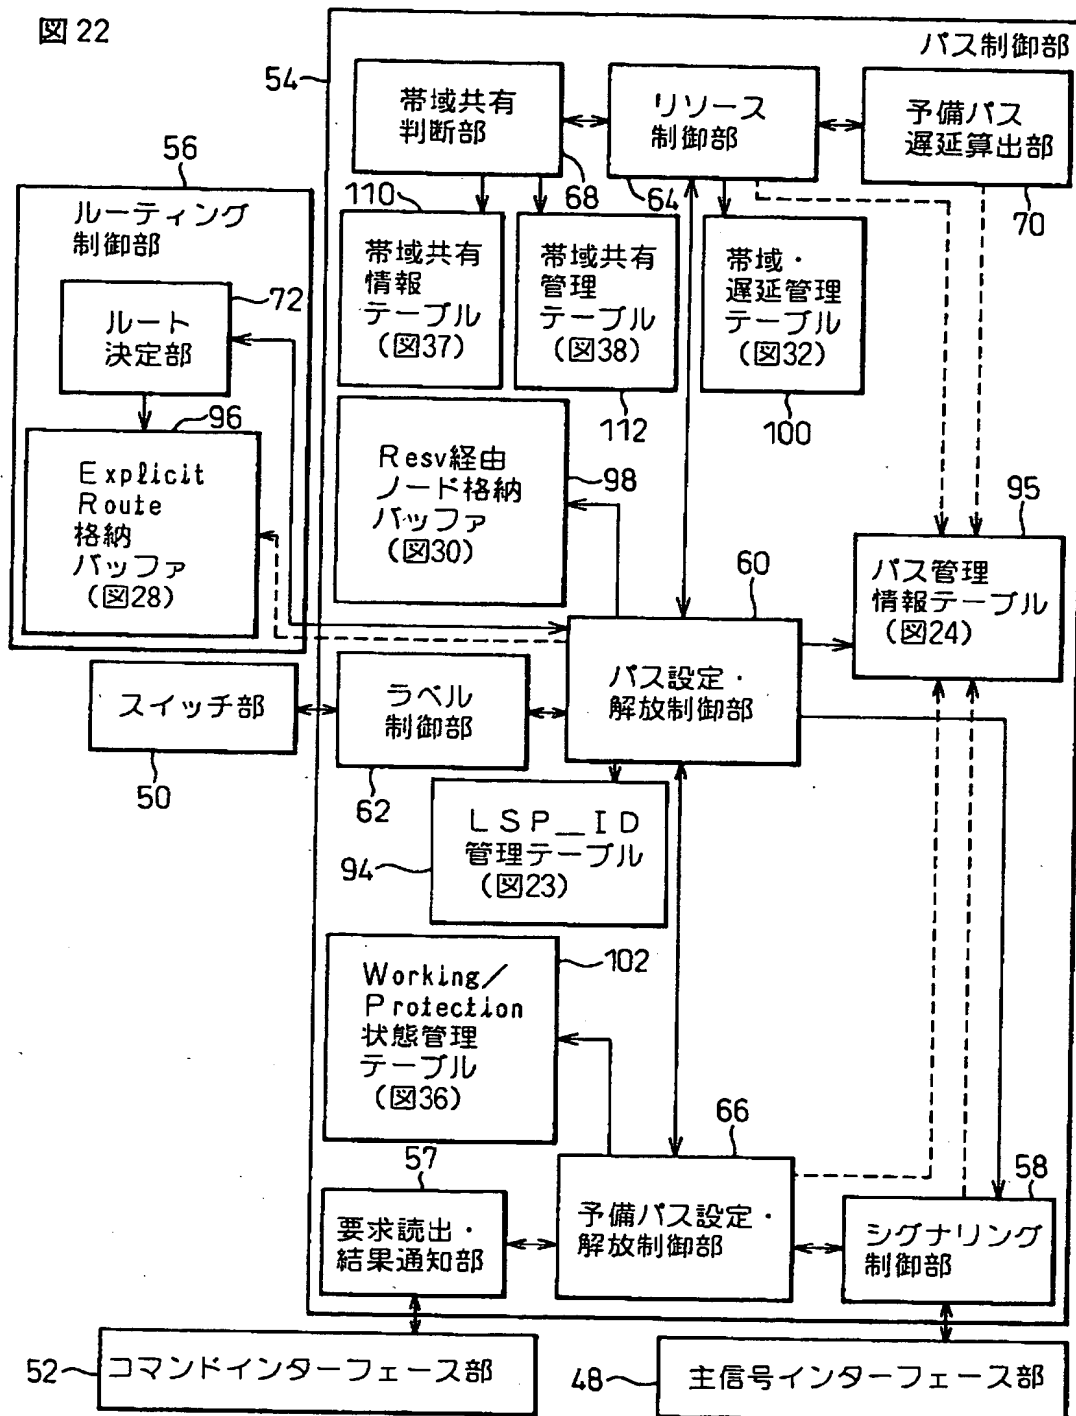 図22
パス制御部
54
帯域共有
判断部
68
リソース
制御部
64
予備パス
遅延算出部
70
56
ルーティング
制御部
72
ルート
決定部
96
Explicit
Route
格納
バッファ
(図28)
110
帯域共有
情報
テーブル
(図37)
帯域共有
管理
テーブル
(図38)
112
帯域・
遅延管理
テーブル
(図32)
100
Resv経由
ノード格納
バッファ
(図30)
98
95
パス管理
情報テーブル
(図24)
60
パス設定・
解放制御部
スイッチ部
50
ラベル
制御部
62
LSP_ID
管理テーブル
(図23)
94
102
Working/
Protection
状態管理
テーブル
(図36)
66
予備パス設定・
解放制御部
57
要求読出・
結果通知部
58
シグナリング
制御部
52
コマンドインターフェース部
48
主信号インターフェース部